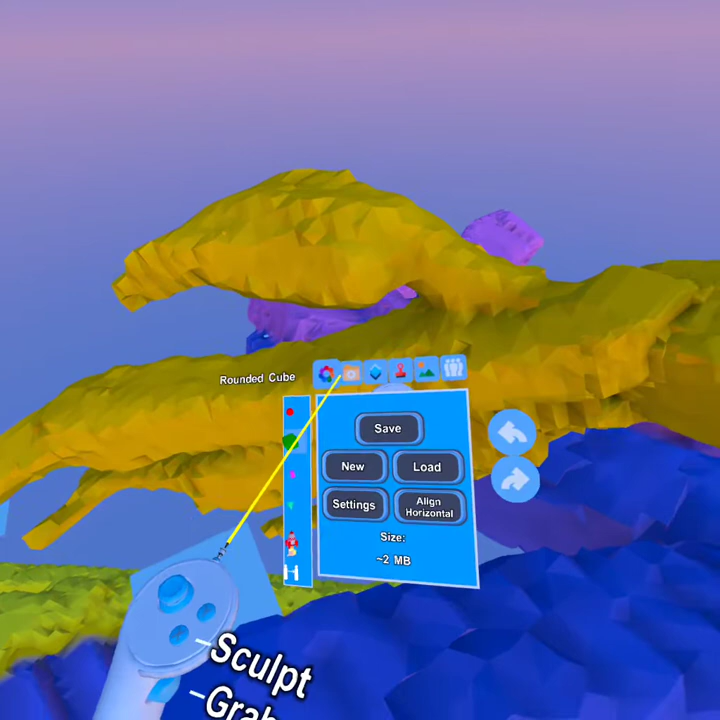 Rounded Cube
Save
New
Load
Settings
Align
Horizontal
Size:
~2 MB
Sculpt